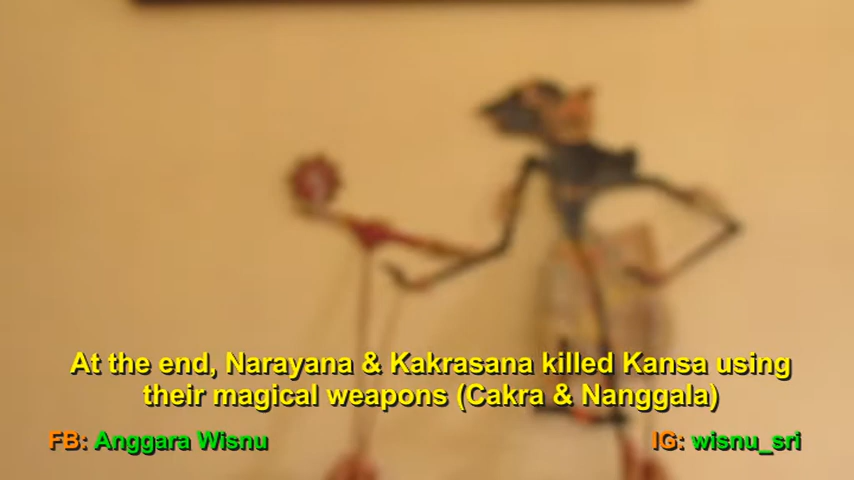 At the end, Narayana & Kakrasana killed Kansa using
their magical weapons (Cakra & Nanggala)
FB: Anggara Wisnu IG: wisnu_sri